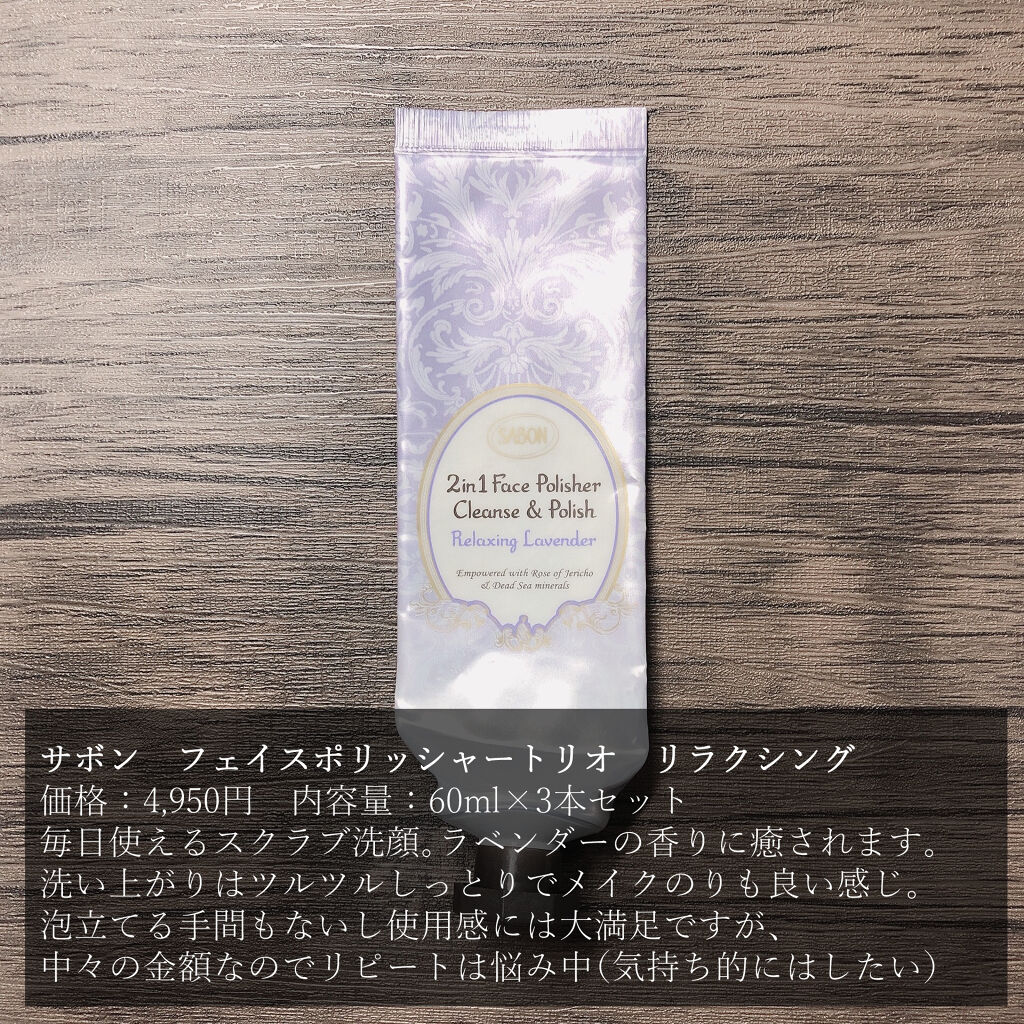 SABON
2in1 Face Polisher
Cleanse & Polish
Relaxing Lavender
Empowered with Rose of Jericho
& Dead Sea minerals
サボン　フェイスポリッシャートリオ　リラクシング
価格：4,950円　内容量：60ml×3本セット
毎日使えるスクラブ洗顔。ラベンダーの香りに癒されます。
洗い上がりはツルツルしっとりでメイクのりも良い感じ。
泡立てる手間もないし使用感には大満足ですが、
中々の金額なのでリピートは悩み中(気持ち的にはしたい)